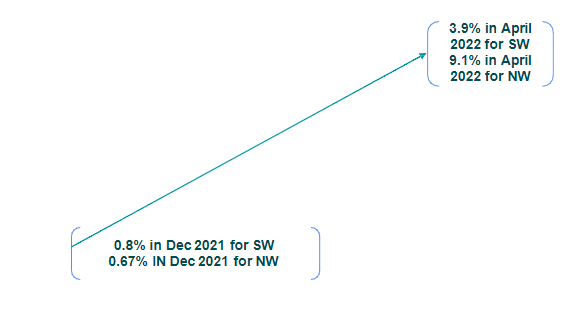 3.9% in April
2022 for SW
9.1% in April
2022 for NW
0.8% in Dec 2021 for SW
0.67% IN Dec 2021 for NW